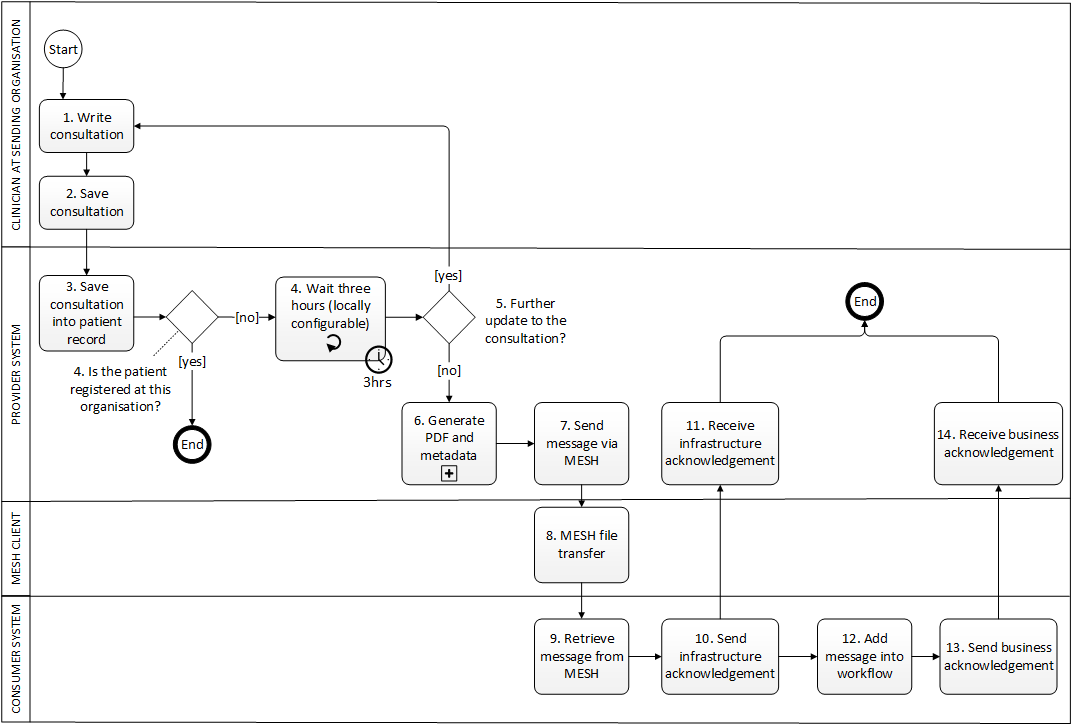 CLINICIAN AT SENDING ORGANISATION
Start
1. Write
consultation
2. Save
consultation
PROVIDER SYSTEM
3. Save
consultation
into patient
record
4. Is the patient
registered at this
organisation?
[no]
[yes]
End
4. Wait three
hours (locally
configurable)
3hrs
[yes]
5. Further
update to the
consultation?
[no]
6. Generate
PDF and
metadata
7. Send
message via
MESH
11. Receive
infrastructure
acknowledgement
End
14. Receive business
acknowledgement
MESH CLIENT
8. MESH file
transfer
CONSUMER SYSTEM
9. Retrieve
message from
MESH
10. Send
infrastructure
acknowledgement
12. Add
message into
workflow
13. Send business
acknowledgement